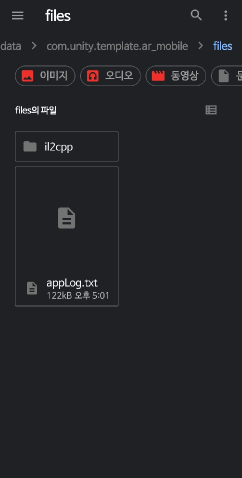 files
data > com.unity.template.ar_mobile > files
이미지 오디오 동영상
files의 파일
il2cpp
appLog.txt
122kB 오후 5:01